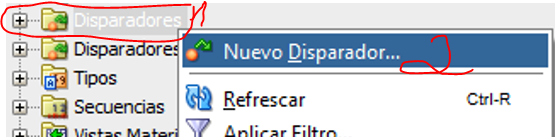 Disparadores
Nuevo Disparador...
Disparadores
Tipos
Refrescar Ctrl-R
Secuencias
Aplicar Filtro
Vistas Materi